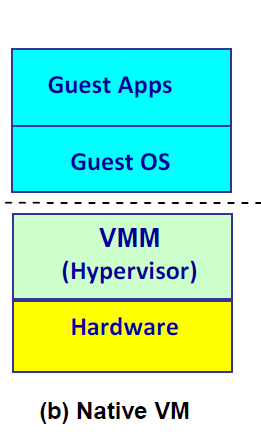 Guest Apps
Guest OS
VMM
(Hypervisor)
Hardware
(b) Native VM